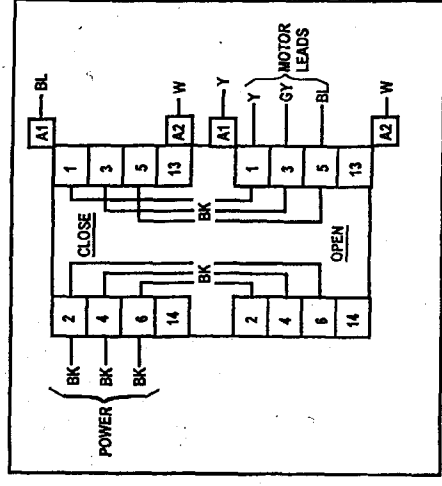 A1 BL
CLOSE
BK 2 1
POWER BK 4 3
BK 6 5
14 13
A2 W
BK BK
A1 Y
2 1 Y
4 3 GY MOTOR LEADS
6 5 BL
14 13
OPEN
A2 W